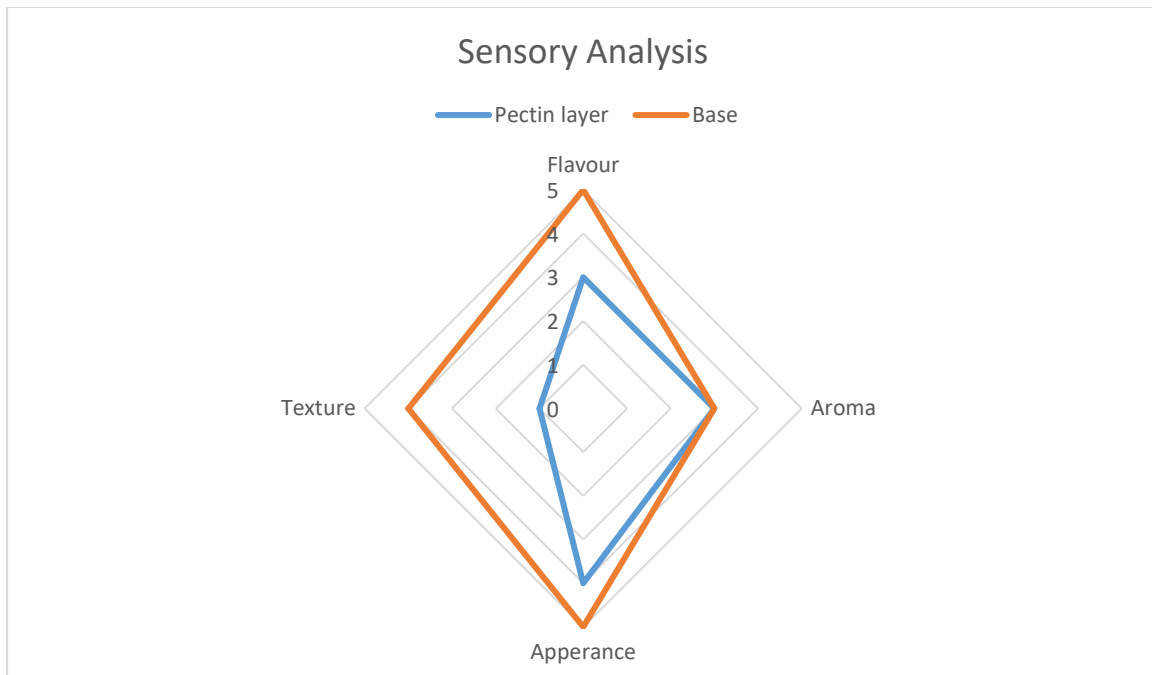 Sensory Analysis
Pectin layer Base
Flavour
5
4
3
2
1
Texture 0 Aroma
Apperance